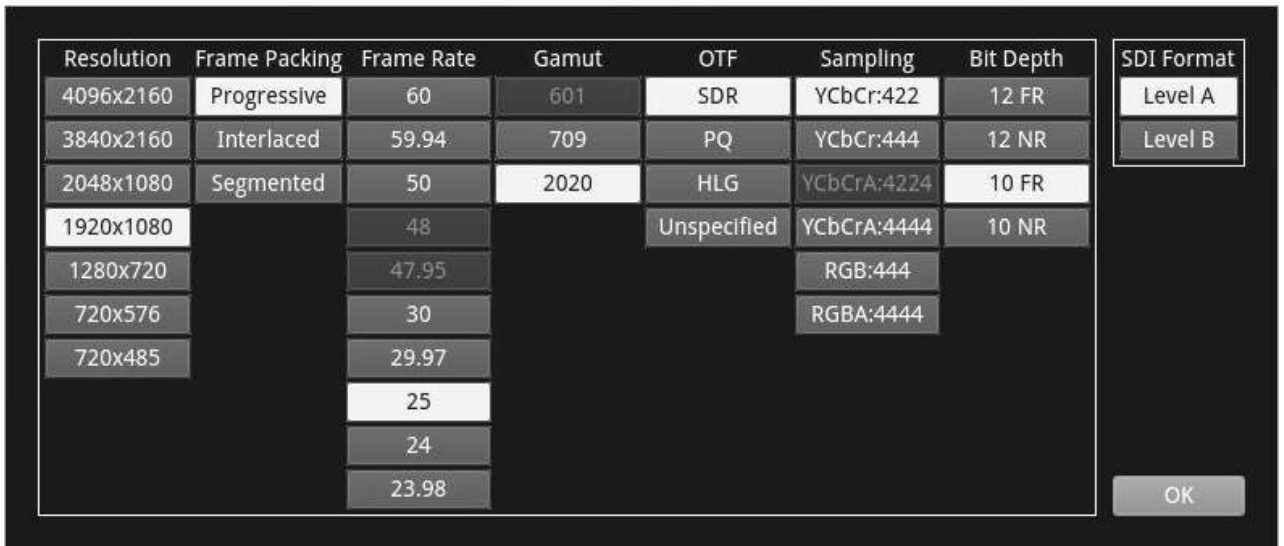 Resolution Frame Packing Frame Rate Gamut OTF Sampling Bit Depth SDI Format
4096x2160 Progressive 60 601 SDR YCbCr:422 12 FR Level A
3840x2160 Interlaced 59.94 709 PQ YCbCr:444 12 NR Level B
2048x1080 Segmented 50 2020 HLG YCbCrA:4224 10 FR
1920x1080 48 Unspecified YCbCrA:4444 10 NR
1280x720 47.95 RGB:444
720x576 30 RGBA:4444
720x485 29.97
25
24
23.98 OK